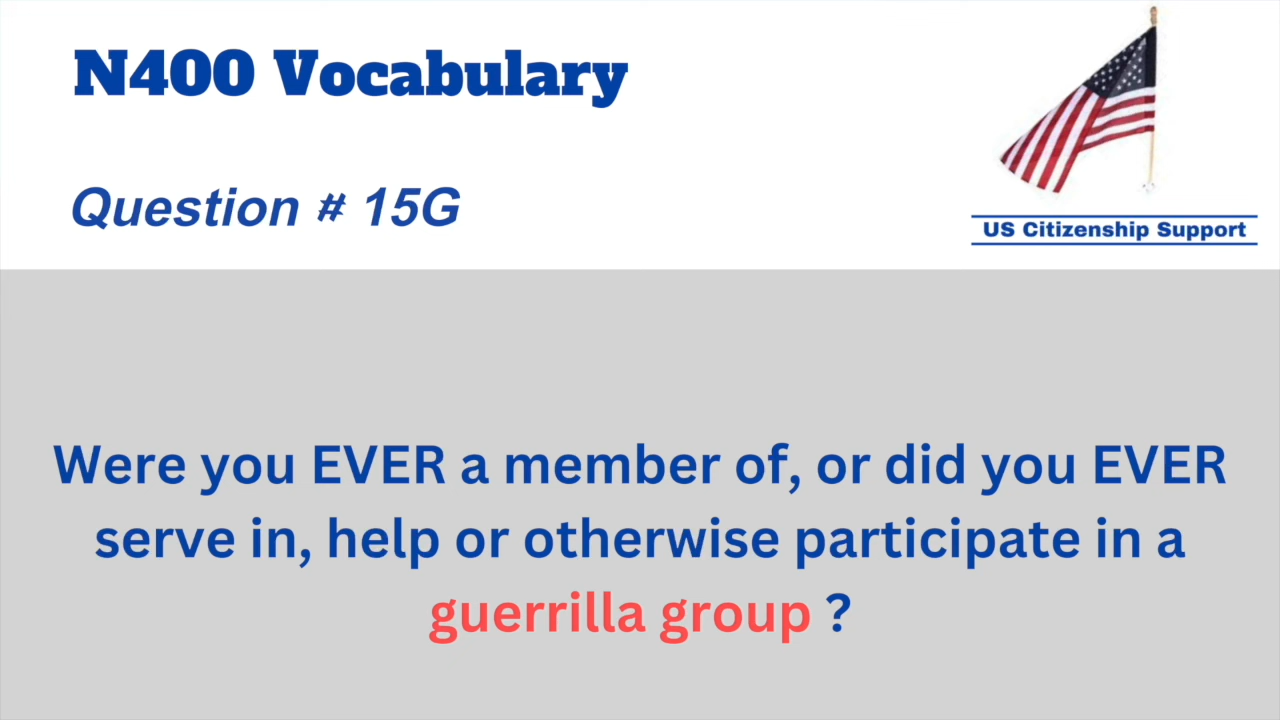 N400 Vocabulary
Question # 15G
US Citizenship Support
Were you EVER a member of, or did you EVER
serve in, help or otherwise participate in a
guerrilla group ?